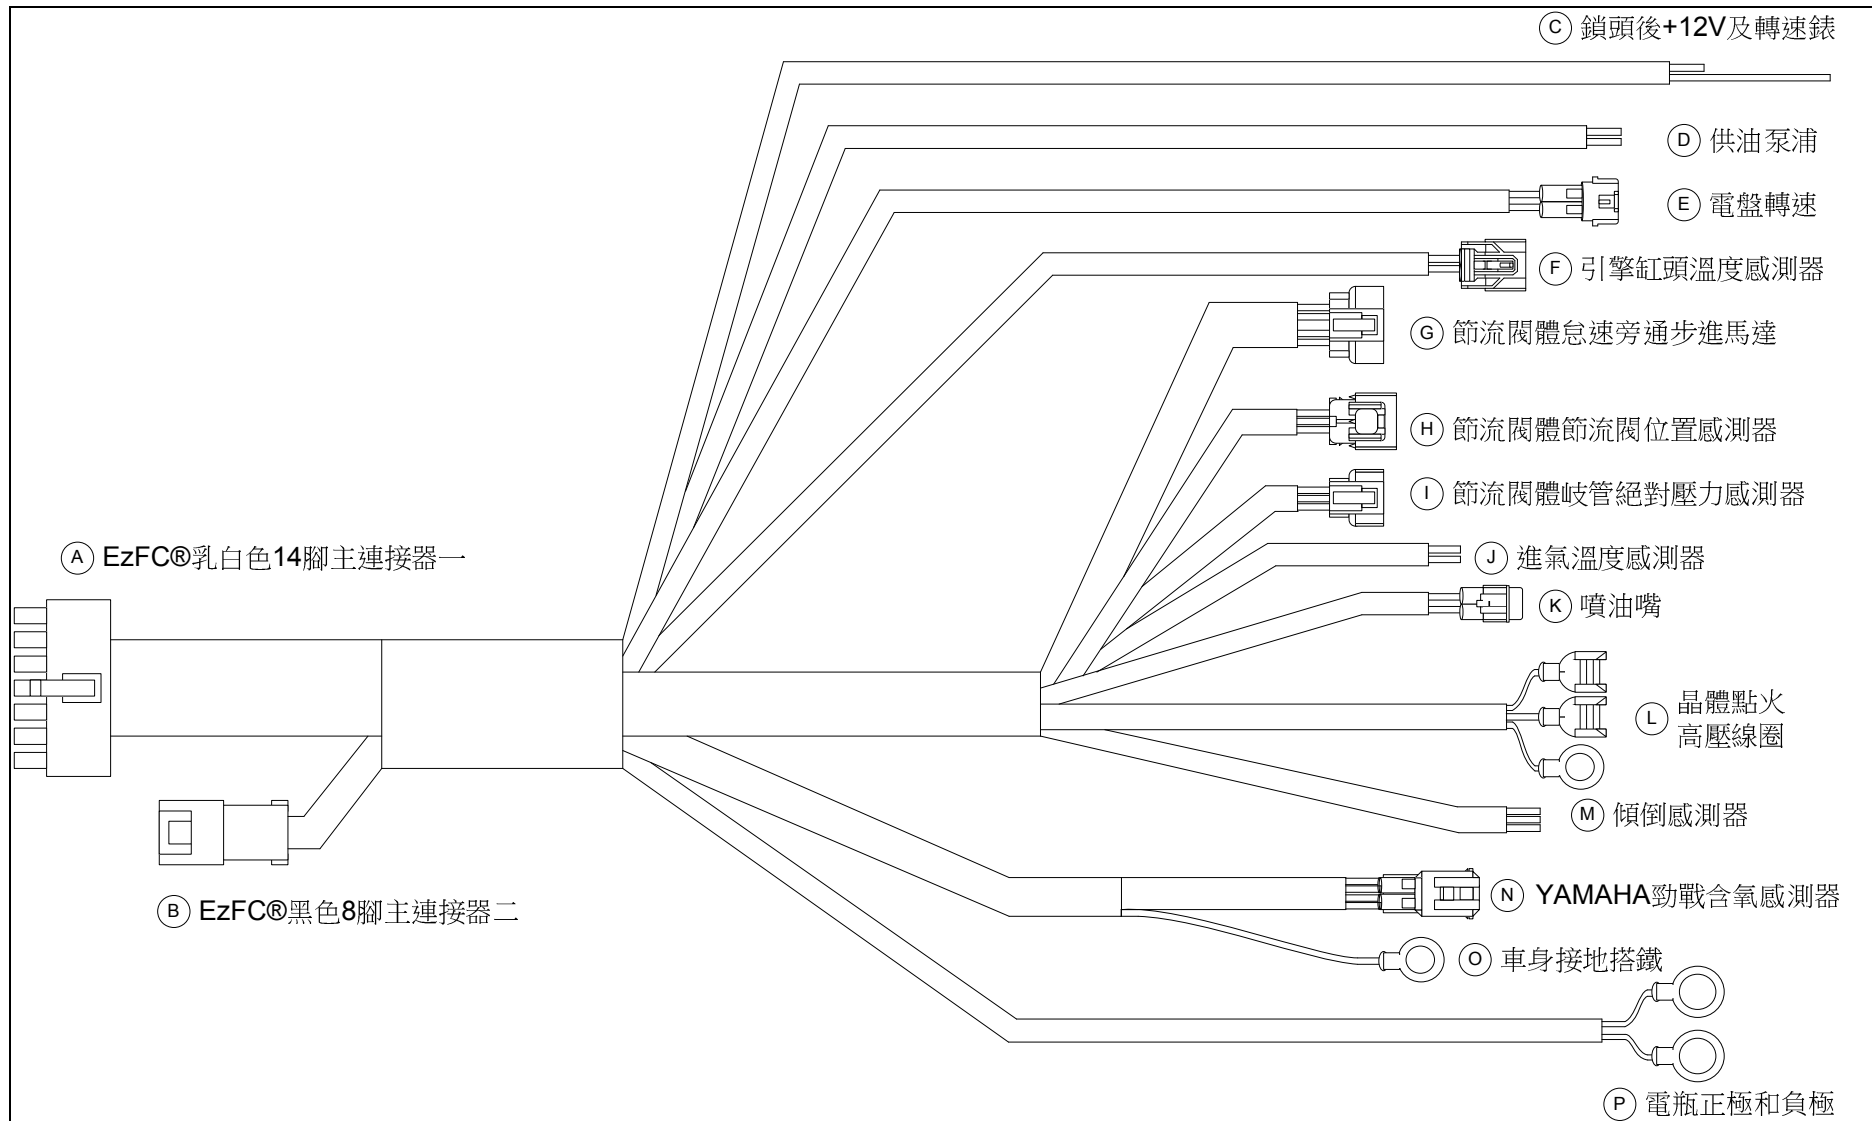 C 鎖頭後+12V及轉速錶
D 供油泵浦
E 電盤轉速
F 引擎缸頭溫度感測器
G 節流閥體怠速旁通步進馬達
H 節流閥體節流閥位置感測器
I 節流閥體岐管絕對壓力感測器
A EzFC®乳白色14腳主連接器一
J 進氣溫度感測器
K 噴油嘴
L 晶體點火
高壓線圈
M 傾倒感測器
B EzFC®黑色8腳主連接器二
N YAMAHA勁戰含氧感測器
O 車身接地搭鐵
P 電瓶正極和負極